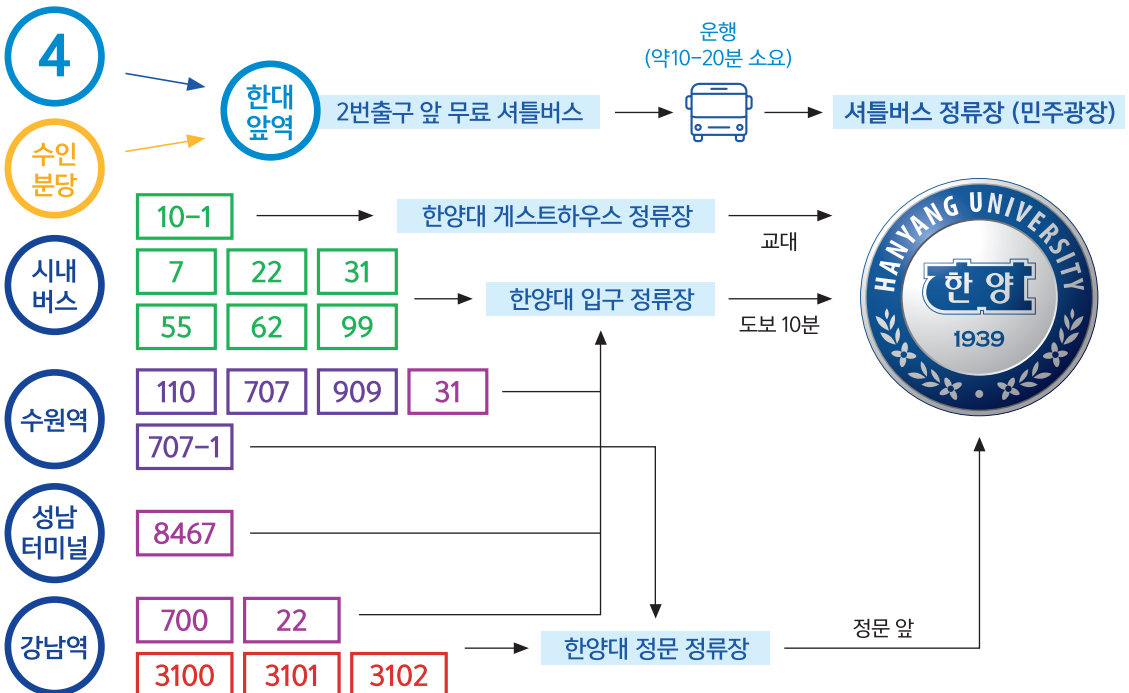 4
수인
분당
한대
앞역
2번출구 앞 무료 셔틀버스
운행
(약10-20분 소요)
셔틀버스 정류장 (민주광장)
시내
버스
10-1
한양대 게스트하우스 정류장
교대
7 22 31
55 62 99
한양대 입구 정류장
도보 10분
HANYANG UNIVERSITY
한양
1939
수원역
110 707 909 31
707-1
성남
터미널
8467
강남역
700 22
3100 3101 3102
한양대 정문 정류장
정문 앞